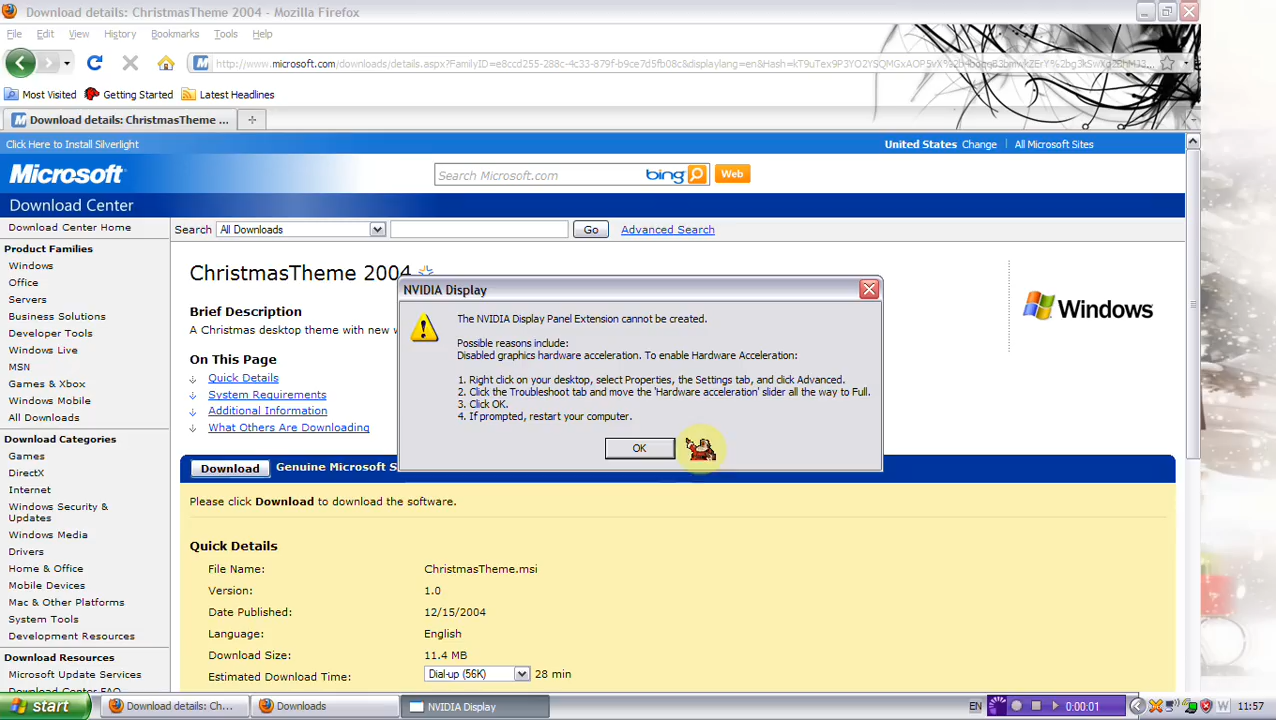 Download details: ChristmasTheme 2004 - Mozilla Firefox
File Edit View History Bookmarks Tools Help
Most Visited Getting Started Latest Headlines
Download details: ChristmasTheme ...
Click Here to Install Silverlight
United States Change All Microsoft Sites
Microsoft
Search Microsoft.com bing Web
Download Center
Download Center Home
Search All Downloads Go Advanced Search
Product Families
Windows
Office
Servers
Business Solutions
Developer Tools
Windows Live
MSN
Games & Xbox
Windows Mobile
All Downloads
Download Categories
Games
DirectX
Internet
Windows Security &
Updates
Windows Media
Drivers
Home & Office
Mobile Devices
Mac & Other Platforms
System Tools
Development Resources
Download Resources
Microsoft Update Services
ChristmasTheme 2004
Brief Description
A Christmas desktop theme with new
On This Page
Quick Details
System Requirements
Additional Information
What Others Are Downloading
Windows
NVIDIA Display
The NVIDIA Display Panel Extension cannot be created.
Possible reasons include:
Disabled graphics hardware acceleration. To enable Hardware Acceleration:
1. Right click on your desktop, select Properties, the Settings tab, and click Advanced.
2. Click the Troubleshoot tab and move the 'Hardware acceleration' slider all the way to Full.
3. Click OK.
4. If prompted, restart your computer.
OK
Download Genuine Microsoft S
Please click Download to download the software.
Quick Details
File Name: ChristmasTheme.msi
Version: 1.0
Date Published: 12/15/2004
Language: English
Download Size: 11.4 MB
Estimated Download Time: Dial-up (56K) 28 min
start Download details: Ch... Downloads NVIDIA Display EN 0:00:01 11:57